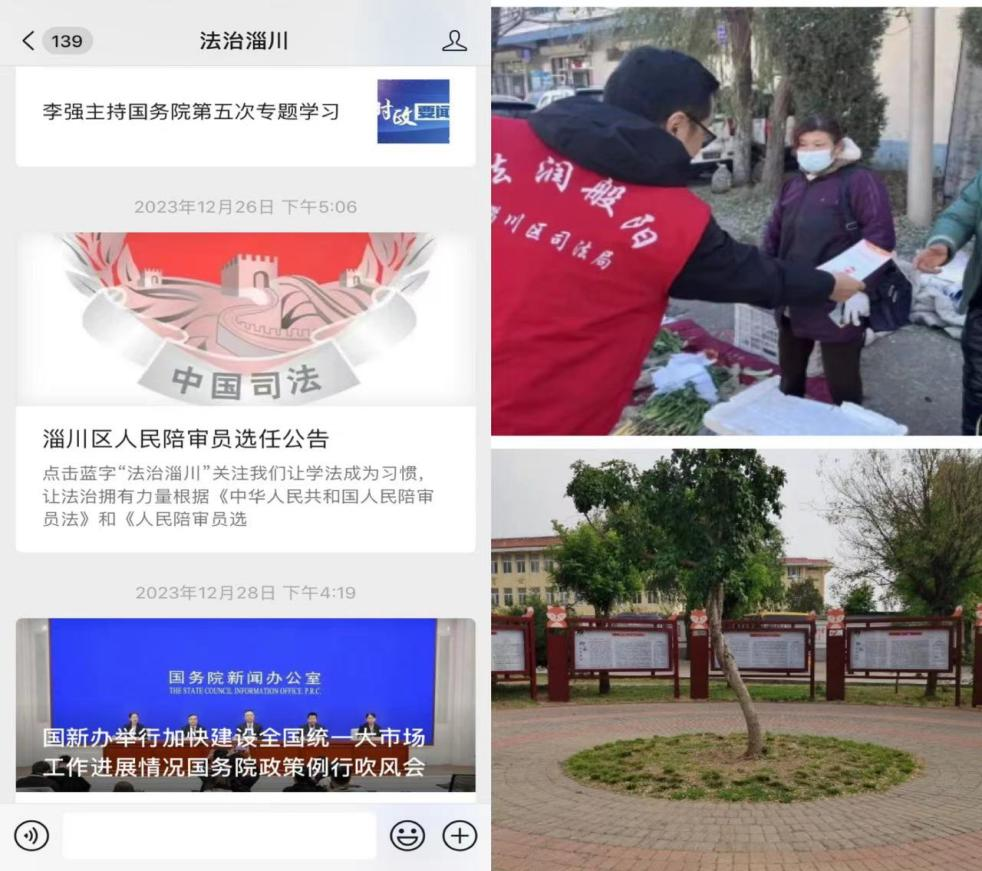 139
法治淄川
李强主持国务院第五次专题学习
时政要闻
2023年12月26日 下午5:06
中国司法
淄川区人民陪审员选任公告
点击蓝字“法治淄川”关注我们让学法成为习惯，
让法治拥有力量根据《中华人民共和国人民陪审
员法》和《人民陪审员选
2023年12月28日 下午4:19
国务院新闻办公室
THE STATE COUNCIL INFORMATION OFFICE, P.R.C.
国新办举行加快建设全国统一大市场
工作进展情况国务院政策例行吹风会
法润般阳
淄川区司法局